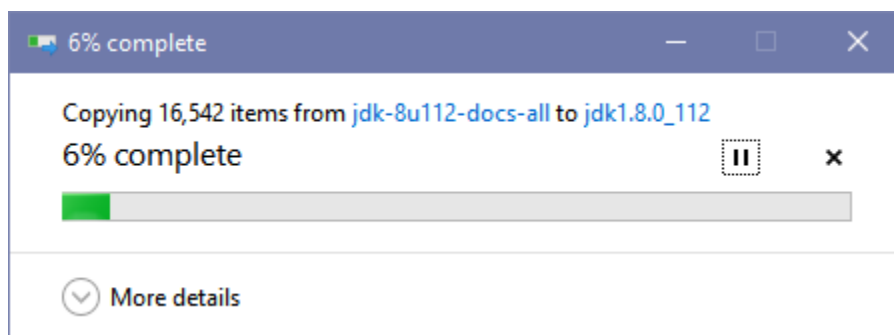 6% complete
Copying 16,542 items from jdk-8u112-docs-all to jdk1.8.0_112
6% complete
More details